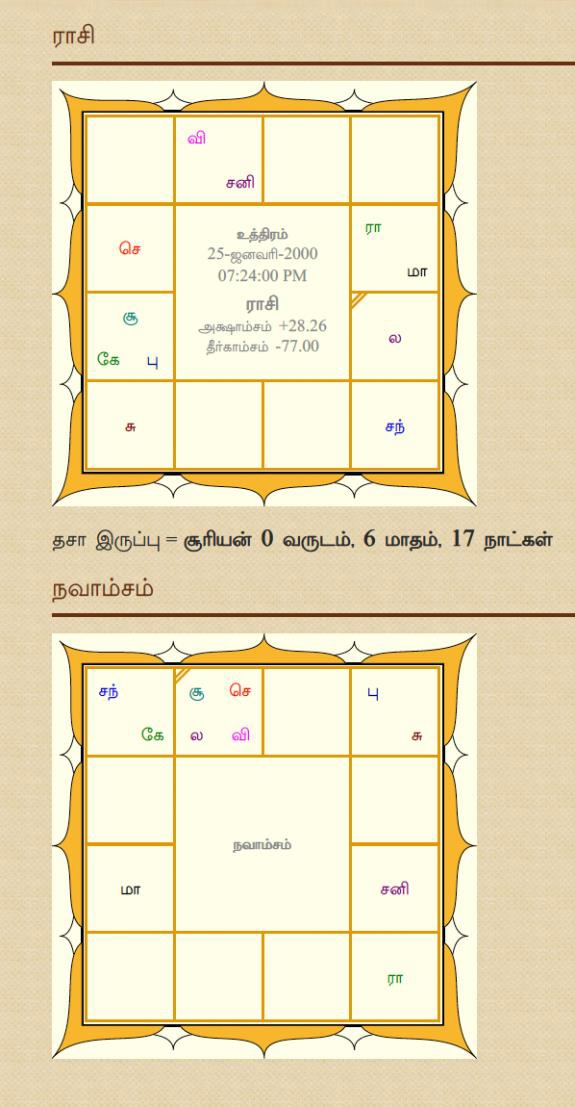 ராசி
வி
சனி
செ
உத்திரம்
25-ஜனவரி-2000
07:24:00 PM
ராசி
அக்ஷாம்சம் +28.26
தீர்காம்சம் -77.00
ரா
மா
சூ
கே பு
ல
சு
சந்
தசா இருப்பு = சூரியன் 0 வருடம், 6 மாதம், 17 நாட்கள்
நவாம்சம்
சந்
கே
சூ செ
ல வி
பு
சு
நவாம்சம்
மா
சனி
ரா